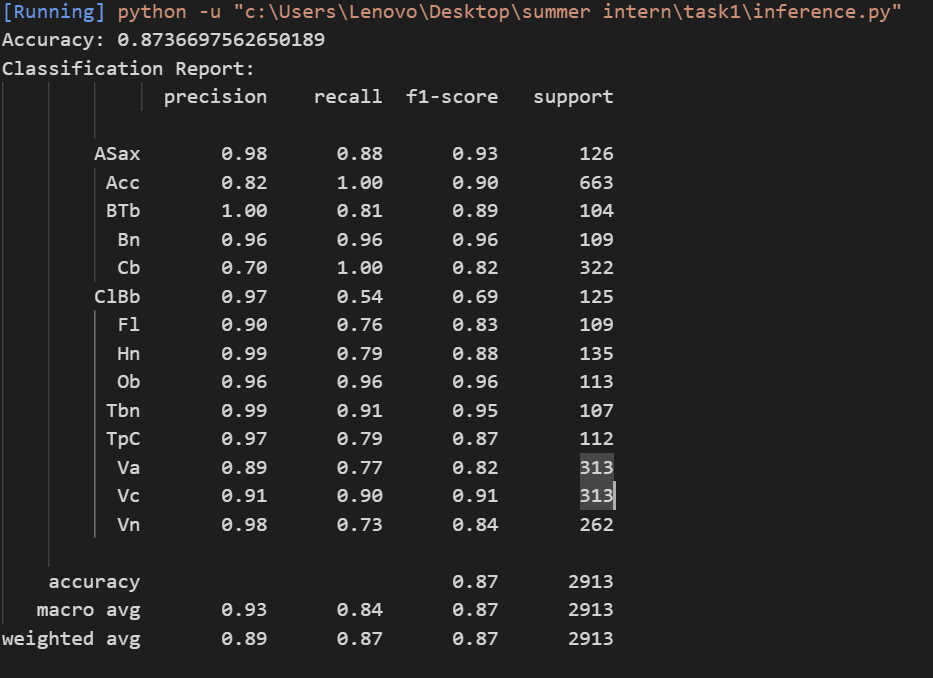 [Running] python -u "c:\Users\Lenovo\Desktop\summer intern\task1\inference.py"
Accuracy: 0.8736697562650189
Classification Report:
precision recall f1-score support
ASax 0.98 0.88 0.93 126
Acc 0.82 1.00 0.90 663
BTb 1.00 0.81 0.89 104
Bn 0.96 0.96 0.96 109
Cb 0.70 1.00 0.82 322
ClBb 0.97 0.54 0.69 125
Fl 0.90 0.76 0.83 109
Hn 0.99 0.79 0.88 135
Ob 0.96 0.96 0.96 113
Tbn 0.99 0.91 0.95 107
TpC 0.97 0.79 0.87 112
Va 0.89 0.77 0.82 313
Vc 0.91 0.90 0.91 313
Vn 0.98 0.73 0.84 262
accuracy 0.87 2913
macro avg 0.93 0.84 0.87 2913
weighted avg 0.89 0.87 0.87 2913